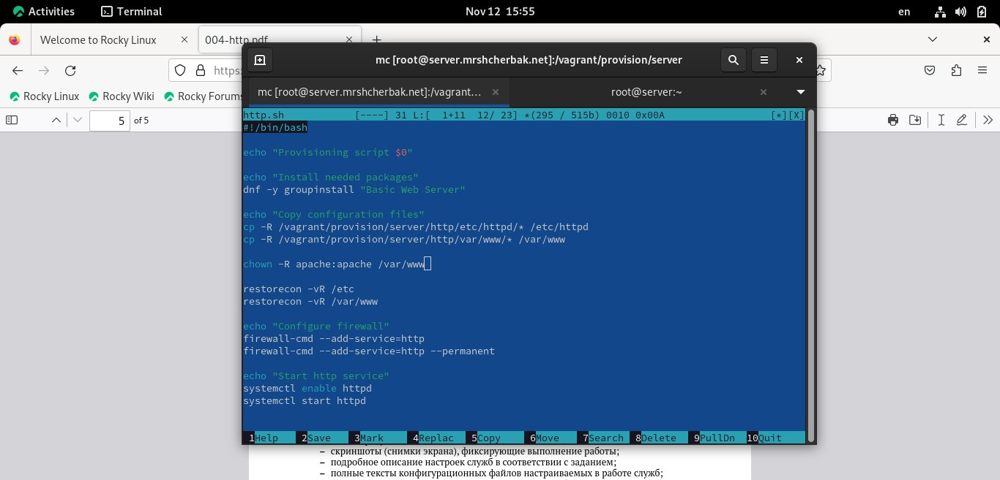 Activities Terminal Nov 12 15:55 en
Welcome to Rocky Linux × 004-http.pdf × +
mc [root@server.mrshcherbak.net]:/vagrant/provision/server
https:
Rocky Linux Rocky Wiki Rocky Forums
mc [root@server.mrshcherbak.net]:/vagrant... × root@server:~ ×
5 of 5
http.sh [----] 31 L:[ 1+11 12/ 23] *(295 / 515b) 0010 0x00A [*][X]
#!/bin/bash
echo "Provisioning script $0"
echo "Install needed packages"
dnf -y groupinstall "Basic Web Server"
echo "Copy configuration files"
cp -R /vagrant/provision/server/http/etc/httpd/* /etc/httpd
cp -R /vagrant/provision/server/http/var/www/* /var/www
chown -R apache:apache /var/www
restorecon -vR /etc
restorecon -vR /var/www
echo "Configure firewall"
firewall-cmd --add-service=http
firewall-cmd --add-service=http --permanent
echo "Start http service"
systemctl enable httpd
systemctl start httpd
1Help 2Save 3Mark 4Replac 5Copy 6Move 7Search 8Delete 9PullDn 10Quit
– скриншоты (снимки экрана), фиксирующие выполнение работы;
– подробное описание настроек служб в соответствии с заданием;
– полные тексты конфигурационных файлов настраиваемых в работе служб;